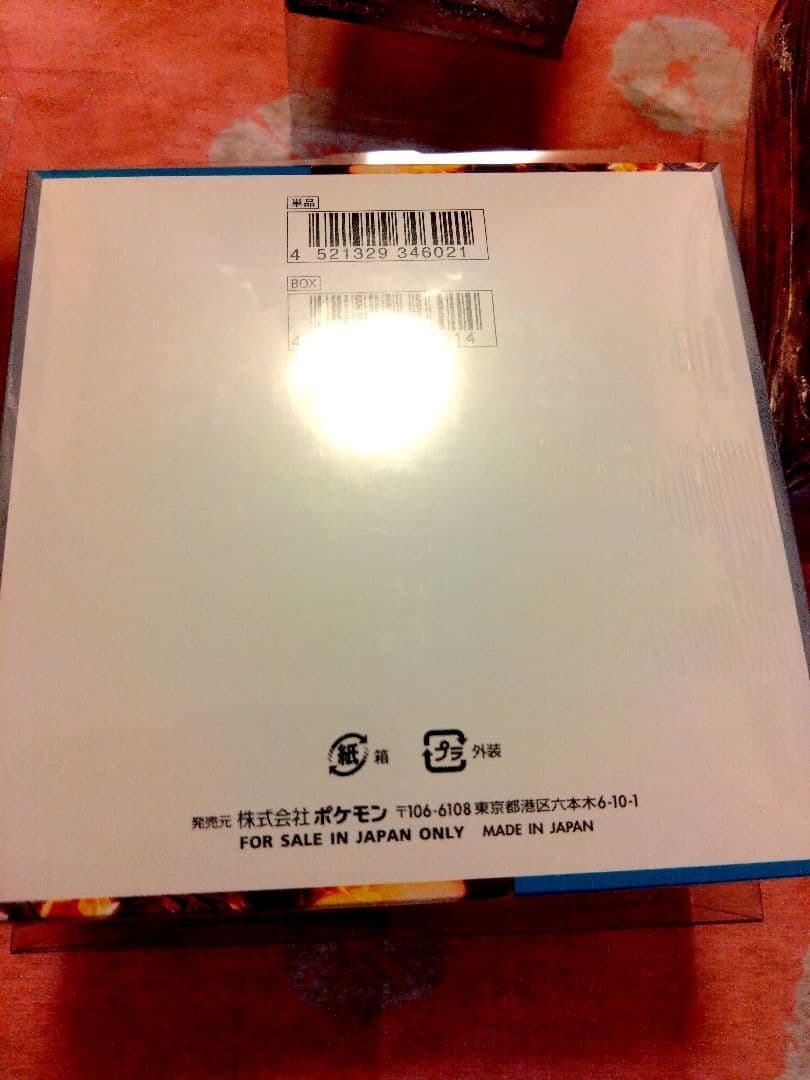 単品
4 521329 346021
BOX
4 14
紙 箱 プラ 外装
発売元 株式会社ポケモン 〒106-6108 東京都港区六本木6-10-1
FOR SALE IN JAPAN ONLY MADE IN JAPAN